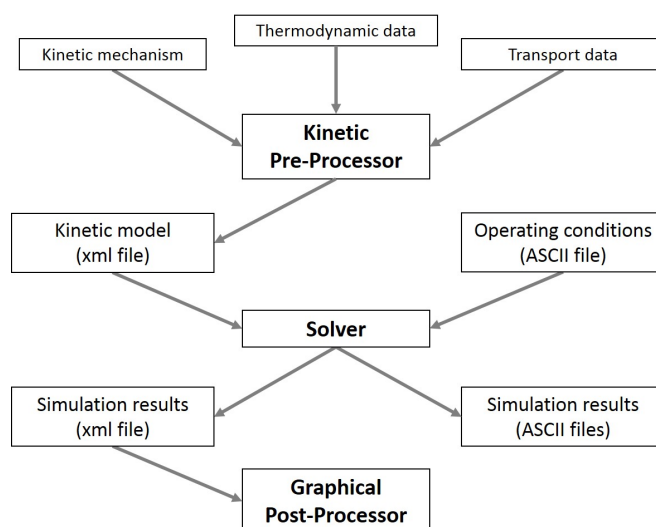 Thermodynamic data
Kinetic mechanism
Transport data
Kinetic
Pre-Processor
Kinetic model
(xml file)
Operating conditions
(ASCII file)
Solver
Simulation results
(xml file)
Simulation results
(ASCII files)
Graphical
Post-Processor